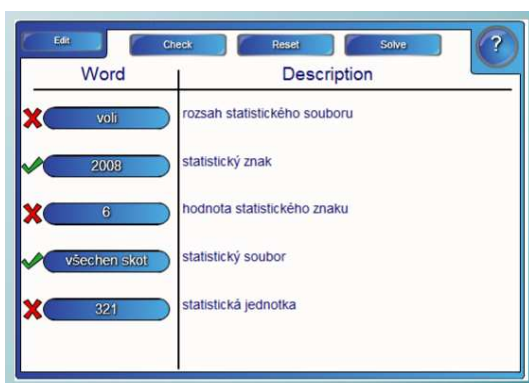 Edit
Check
Reset
Solve
?
Word
Description
voli
rozsah statistického souboru
2008
statistický znak
6
hodnota statistického znaku
všechen skot
statistický soubor
321
statistická jednotka